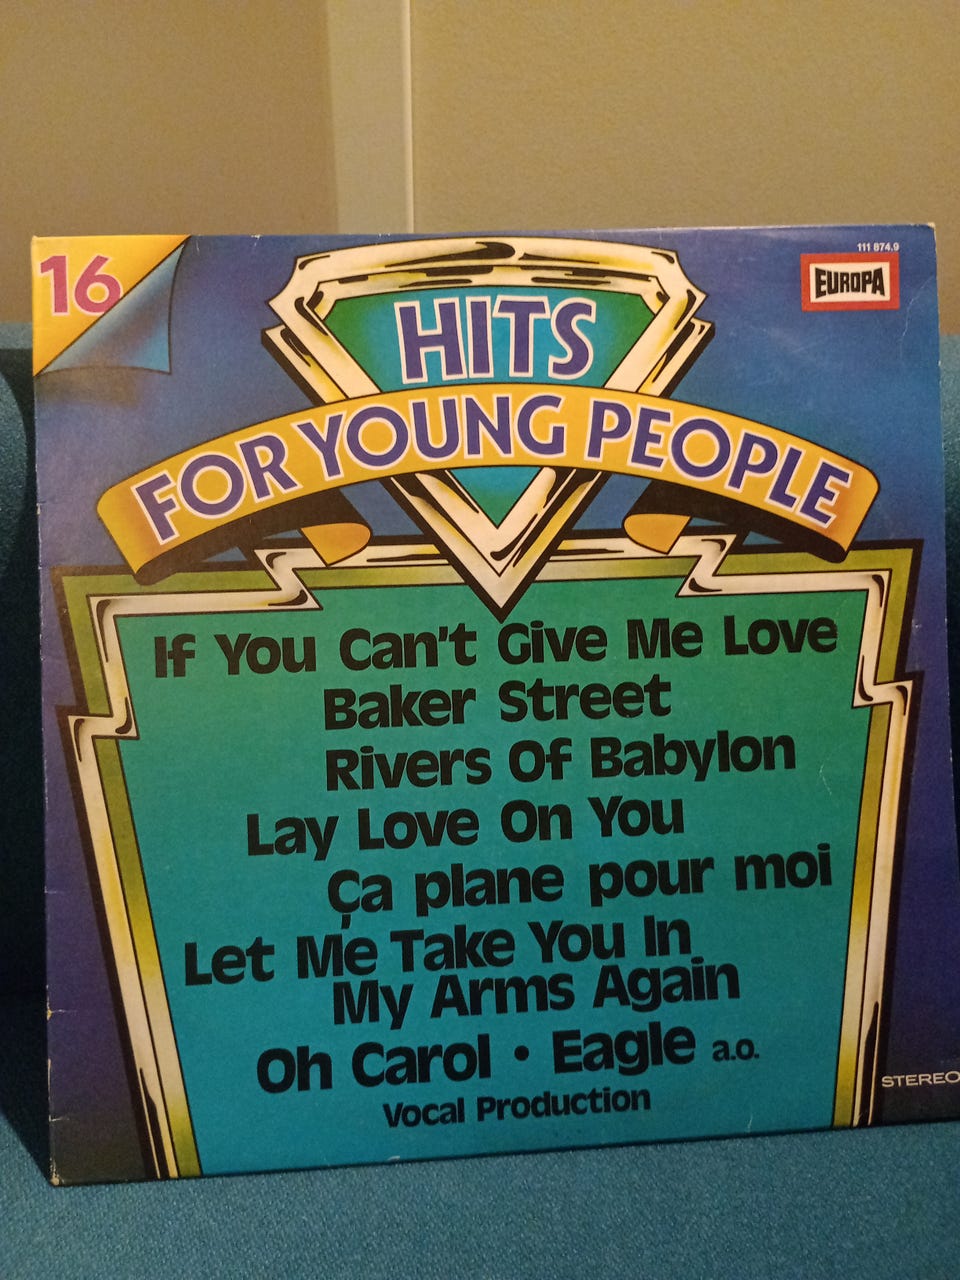 16
111 874.9
EUROPA
HITS
FOR YOUNG PEOPLE
If You Can't Give Me Love
Baker Street
Rivers Of Babylon
Lay Love On You
Ça plane pour moi
Let Me Take You In
My Arms Again
Oh Carol • Eagle a.o.
Vocal Production
STEREO